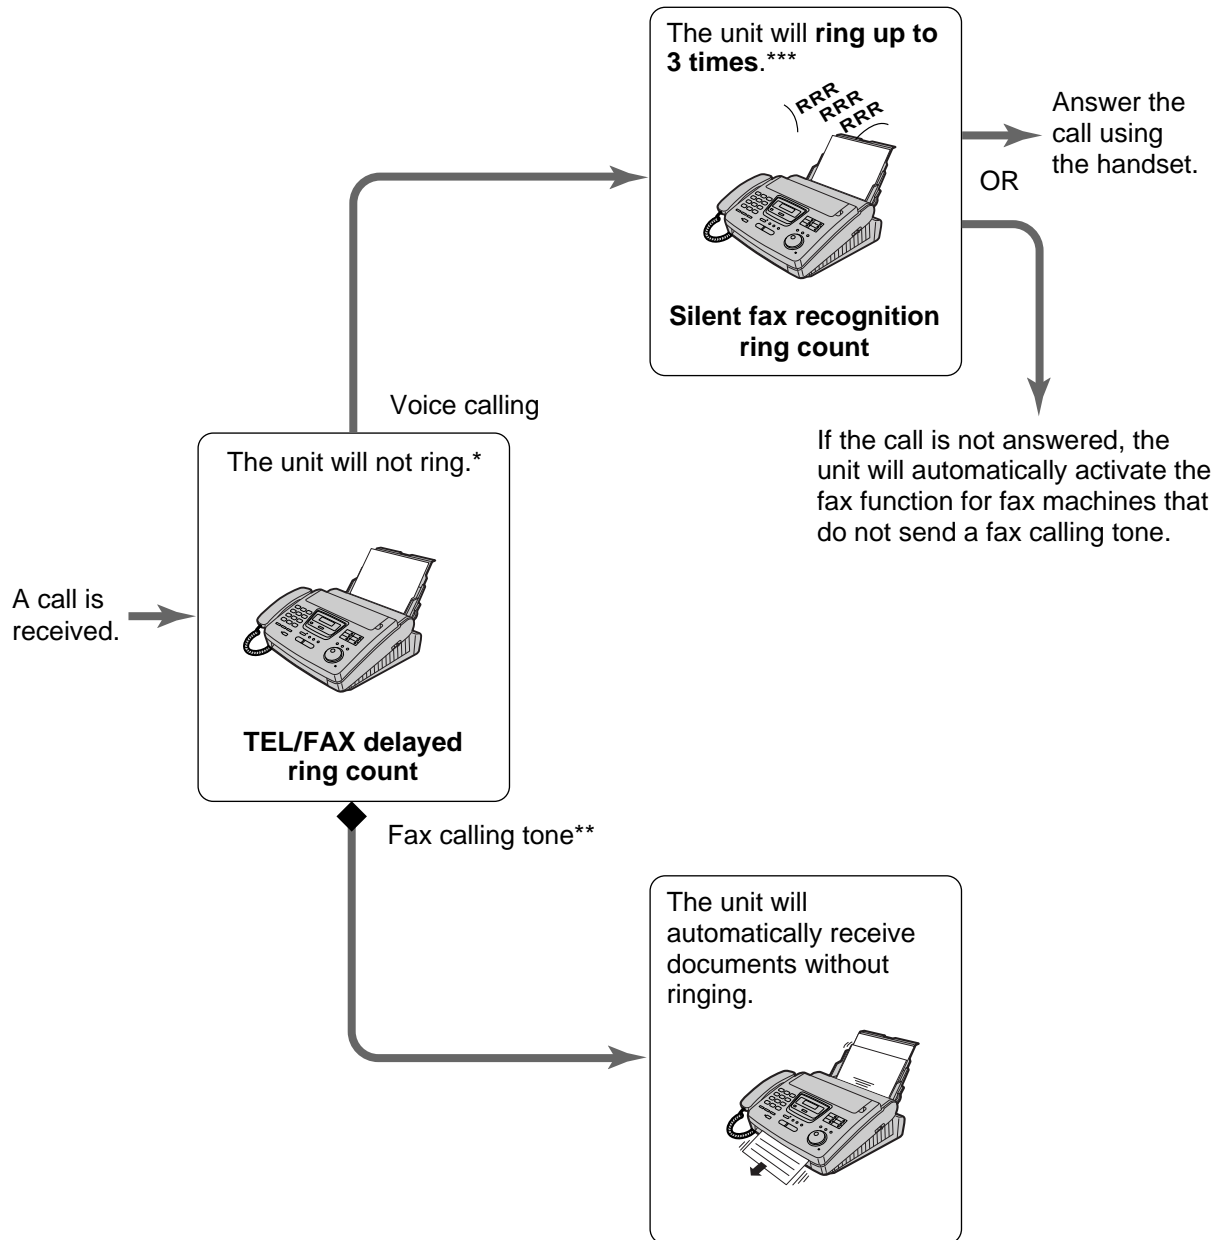 The unit will ring up to
3 times.***
RRR
RRR
RRR
Silent fax recognition
ring count
Answer the
call using
the handset.
OR
If the call is not answered, the
unit will automatically activate the
fax function for fax machines that
do not send a fax calling tone.
Voice calling
The unit will not ring.*
TEL/FAX delayed
ring count
A call is
received.
Fax calling tone**
The unit will
automatically receive
documents without
ringing.